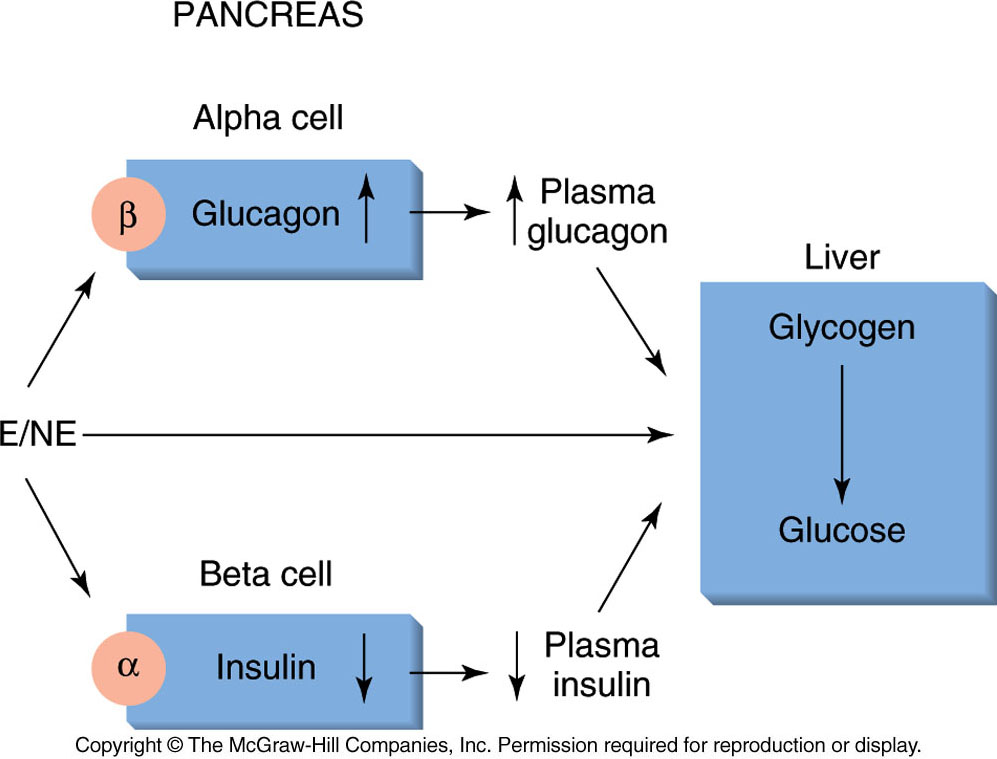 PANCREAS
Alpha cell
β
Glucagon
Plasma
glucagon
Liver
Glycogen
E/NE
Glucose
Beta cell
α
Insulin
Plasma
insulin
Copyright © The McGraw-Hill Companies, Inc. Permission required for reproduction or display.